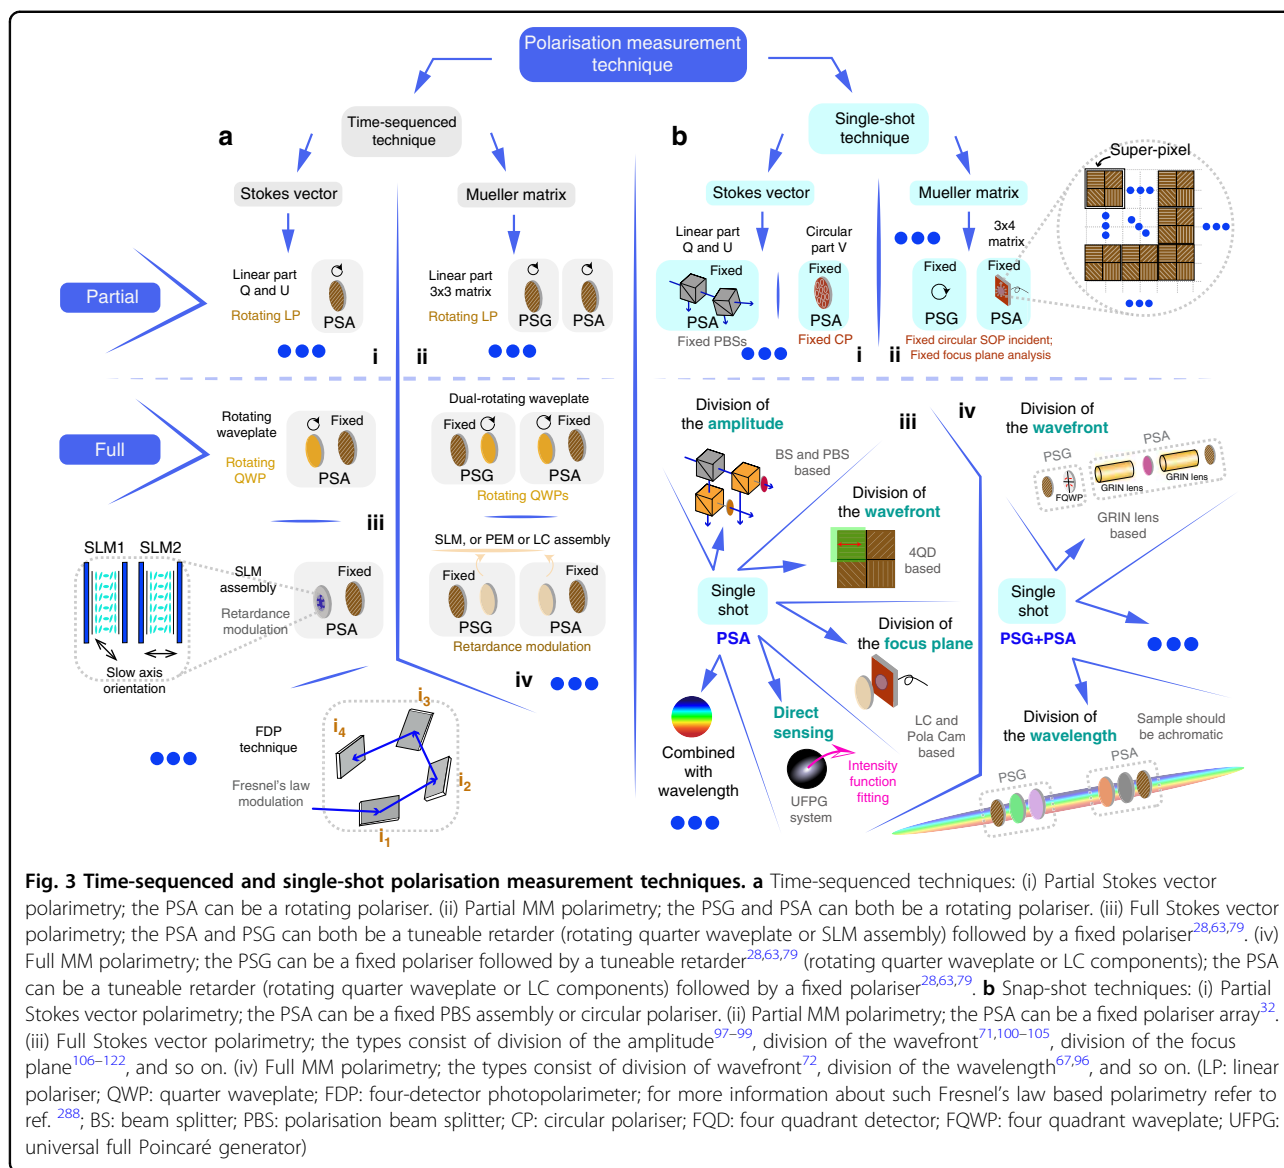 Polarisation measurement
technique
a
Time-sequenced
technique
Stokes vector
Mueller matrix
Partial
Linear part
Q and U
Rotating LP
PSA
i
Linear part
3x3 matrix
Rotating LP
PSG
PSA
ii
Full
Rotating
waveplate
Rotating
QWP
Fixed
PSA
iii
SLM1
SLM2
Slow axis
orientation
SLM
assembly
Retardance
modulation
Fixed
PSA
FDP
technique
Fresnel's law
modulation
i1
i2
i3
i4
Dual-rotating waveplate
Fixed
PSG
Fixed
PSA
Rotating QWPs
SLM, or PEM or LC assembly
Fixed
PSG
Fixed
PSA
Retardance modulation
iv
b
Single-shot
technique
Stokes vector
Mueller matrix
Linear part
Q and U
Fixed
PSA
Fixed PBSs
Circular
part V
Fixed
PSA
Fixed CP
i
3x4
matrix
Fixed
PSG
Fixed
PSA
Fixed circular SOP incident;
Fixed focus plane analysis
ii
Super-pixel
Division of
the amplitude
BS and PBS
based
iii
Division of
the wavefront
4QD
based
Single
shot
PSA
Division of
the focus plane
LC and
Pola Cam
based
Direct
sensing
UFPG
system
Intensity
function
fitting
Combined
with
wavelength
iv
Division of
the wavefront
PSG
FQWP
PSA
GRIN lens
GRIN lens
GRIN lens
based
Single
shot
PSG+PSA
Division of
the wavelength
Sample should
be achromatic
PSG
PSA
Fig. 3 Time-sequenced and single-shot polarisation measurement techniques. a Time-sequenced techniques: (i) Partial Stokes vector
polarimetry; the PSA can be a rotating polariser. (ii) Partial MM polarimetry; the PSG and PSA can both be a rotating polariser. (iii) Full Stokes vector
polarimetry; the PSA and PSG can both be a tuneable retarder (rotating quarter waveplate or SLM assembly) followed by a fixed polariser28,63,79. (iv)
Full MM polarimetry; the PSG can be a fixed polariser followed by a tuneable retarder28,63,79 (rotating quarter waveplate or LC components); the PSA
can be a tuneable retarder (rotating quarter waveplate or LC components) followed by a fixed polariser28,63,79. b Snap-shot techniques: (i) Partial
Stokes vector polarimetry; the PSA can be a fixed PBS assembly or circular polariser. (ii) Partial MM polarimetry; the PSA can be a fixed polariser array32.
(iii) Full Stokes vector polarimetry; the types consist of division of the amplitude97–99, division of the wavefront71,100–105, division of the focus
plane106–122, and so on. (iv) Full MM polarimetry; the types consist of division of wavefront72, division of the wavelength67,96, and so on. (LP: linear
polariser; QWP: quarter waveplate; FDP: four-detector photopolarimeter; for more information about such Fresnel's law based polarimetry refer to
ref. 288; BS: beam splitter; PBS: polarisation beam splitter; CP: circular polariser; FQD: four quadrant detector; FQWP: four quadrant waveplate; UFPG:
universal full Poincaré generator)